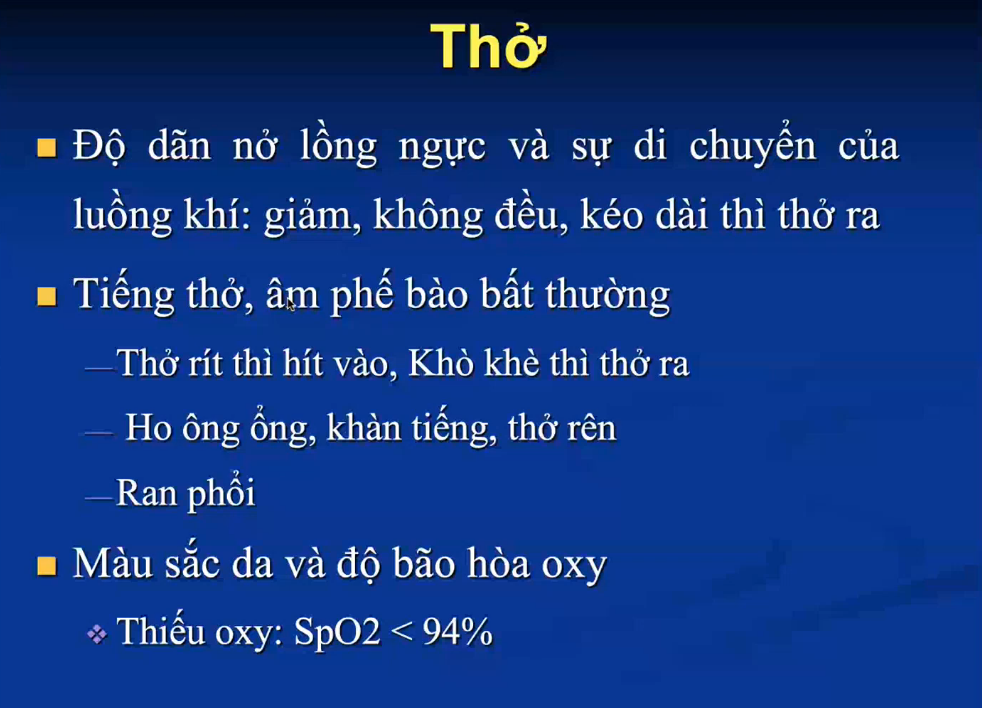 Thở
Độ dãn nở lồng ngực và sự di chuyển của
luồng khí: giảm, không đều, kéo dài thì thở ra
Tiếng thở, âm phế bào bất thường
—Thở rít thì hít vào, Khò khè thì thở ra
— Ho ông ổng, khàn tiếng, thở rên
—Ran phổi
Màu sắc da và độ bão hòa oxy
Thiếu oxy: SpO2 < 94%